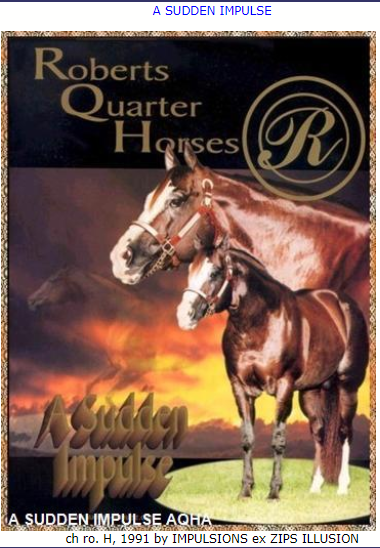 A SUDDEN IMPULSE
Roberts
Quarter
Horses
R
A Sudden
Impulse
A SUDDEN IMPULSE AQHA
ch ro. H, 1991 by IMPULSIONS ex ZIPS ILLUSION